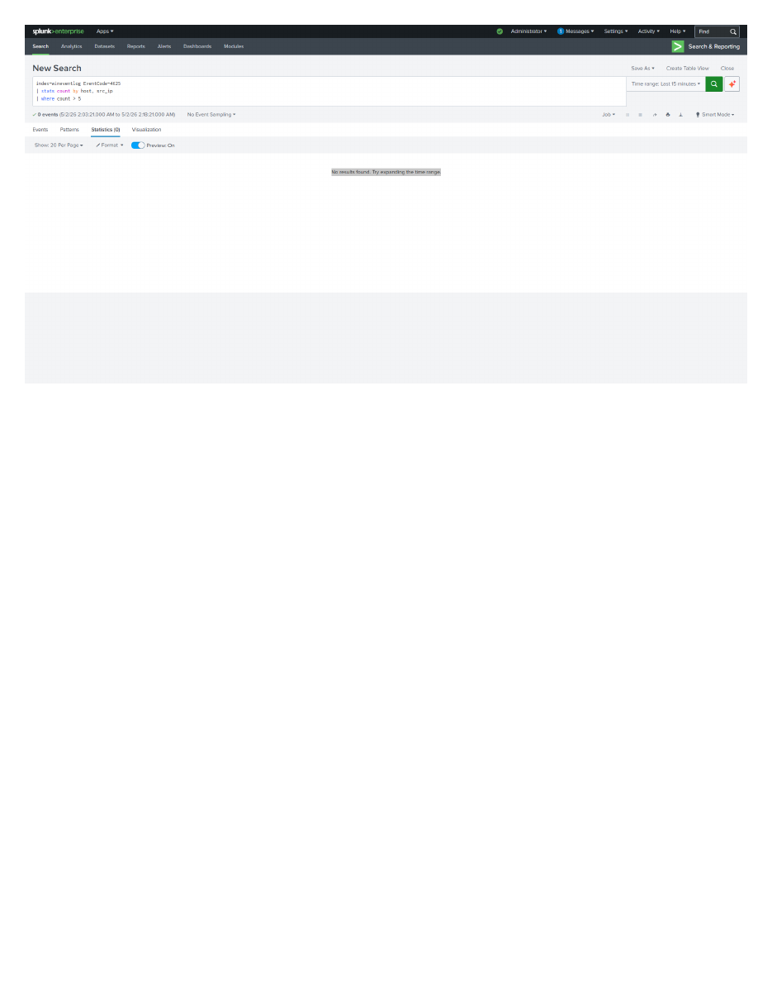 splunk>enterprise Apps ▾ Administrator ▾ 1 Messages ▾ Settings ▾ Activity ▾ Help ▾ Find
Search Analytics Datasets Reports Alerts Dashboards Modules Search & Reporting
New Search Save As ▾ Create Table View Close
index=wineventlog EventCode=4625
| stats count by host, src_ip
| where count > 5
Time range: Last 15 minutes ▾
✓ 0 events (5/2/26 2:03:21.000 AM to 5/2/26 2:18:21.000 AM) No Event Sampling ▾ Job ▾ Smart Mode ▾
Events Patterns Statistics (0) Visualization
Show: 20 Per Page ▾ Format ▾ Preview: On
No results found. Try expanding the time range.